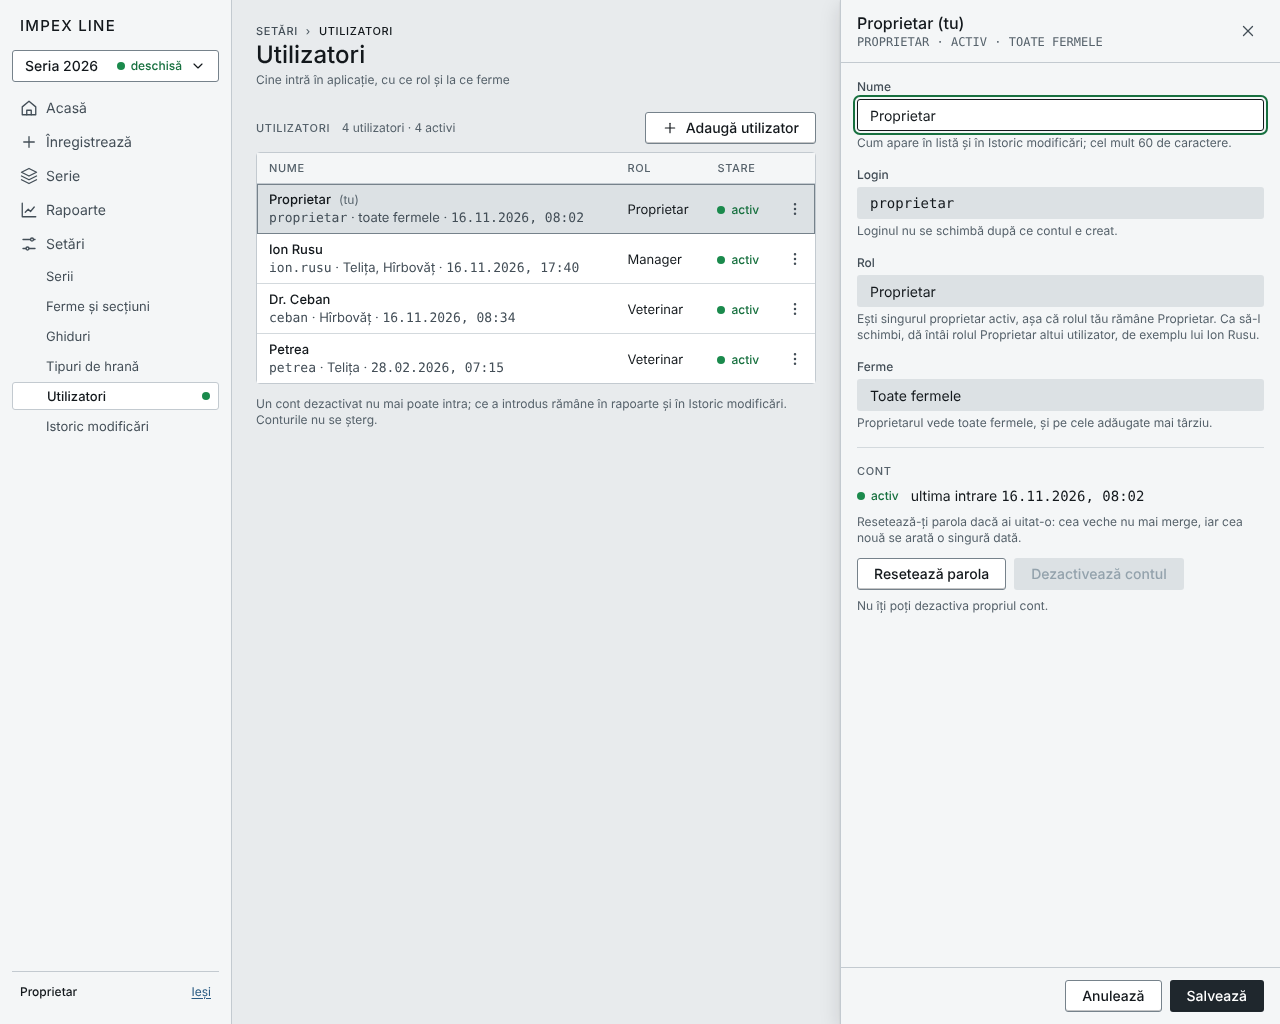 IMPEX LINE
Seria 2026 deschisă
Acasă
Înregistrează
Serie
Rapoarte
Setări
Serii
Ferme și secțiuni
Ghiduri
Tipuri de hrană
Utilizatori
Istoric modificări
Proprietar Ieși
SETĂRI › UTILIZATORI
Utilizatori
Cine intră în aplicație, cu ce rol și la ce ferme
UTILIZATORI 4 utilizatori · 4 activi
Adaugă utilizator
NUME ROL STARE
Proprietar (tu)
proprietar · toate fermele · 16.11.2026, 08:02
Proprietar activ
Ion Rusu
ion.rusu · Telița, Hîrbovăț · 16.11.2026, 17:40
Manager activ
Dr. Ceban
ceban · Hîrbovăț · 16.11.2026, 08:34
Veterinar activ
Petrea
petrea · Telița · 28.02.2026, 07:15
Veterinar activ
Un cont dezactivat nu mai poate intra; ce a introdus rămâne în rapoarte și în Istoric modificări.
Conturile nu se șterg.
Proprietar (tu)
PROPRIETAR · ACTIV · TOATE FERMELE
Nume
Proprietar
Cum apare în listă și în Istoric modificări; cel mult 60 de caractere.
Login
proprietar
Loginul nu se schimbă după ce contul e creat.
Rol
Proprietar
Ești singurul proprietar activ, așa că rolul tău rămâne Proprietar. Ca să-l
schimbi, dă întâi rolul Proprietar altui utilizator, de exemplu lui Ion Rusu.
Ferme
Toate fermele
Proprietarul vede toate fermele, și pe cele adăugate mai târziu.
CONT
activ ultima intrare 16.11.2026, 08:02
Resetează-ți parola dacă ai uitat-o: cea veche nu mai merge, iar cea
nouă se arată o singură dată.
Resetează parola Dezactivează contul
Nu îți poți dezactiva propriul cont.
Anulează Salvează